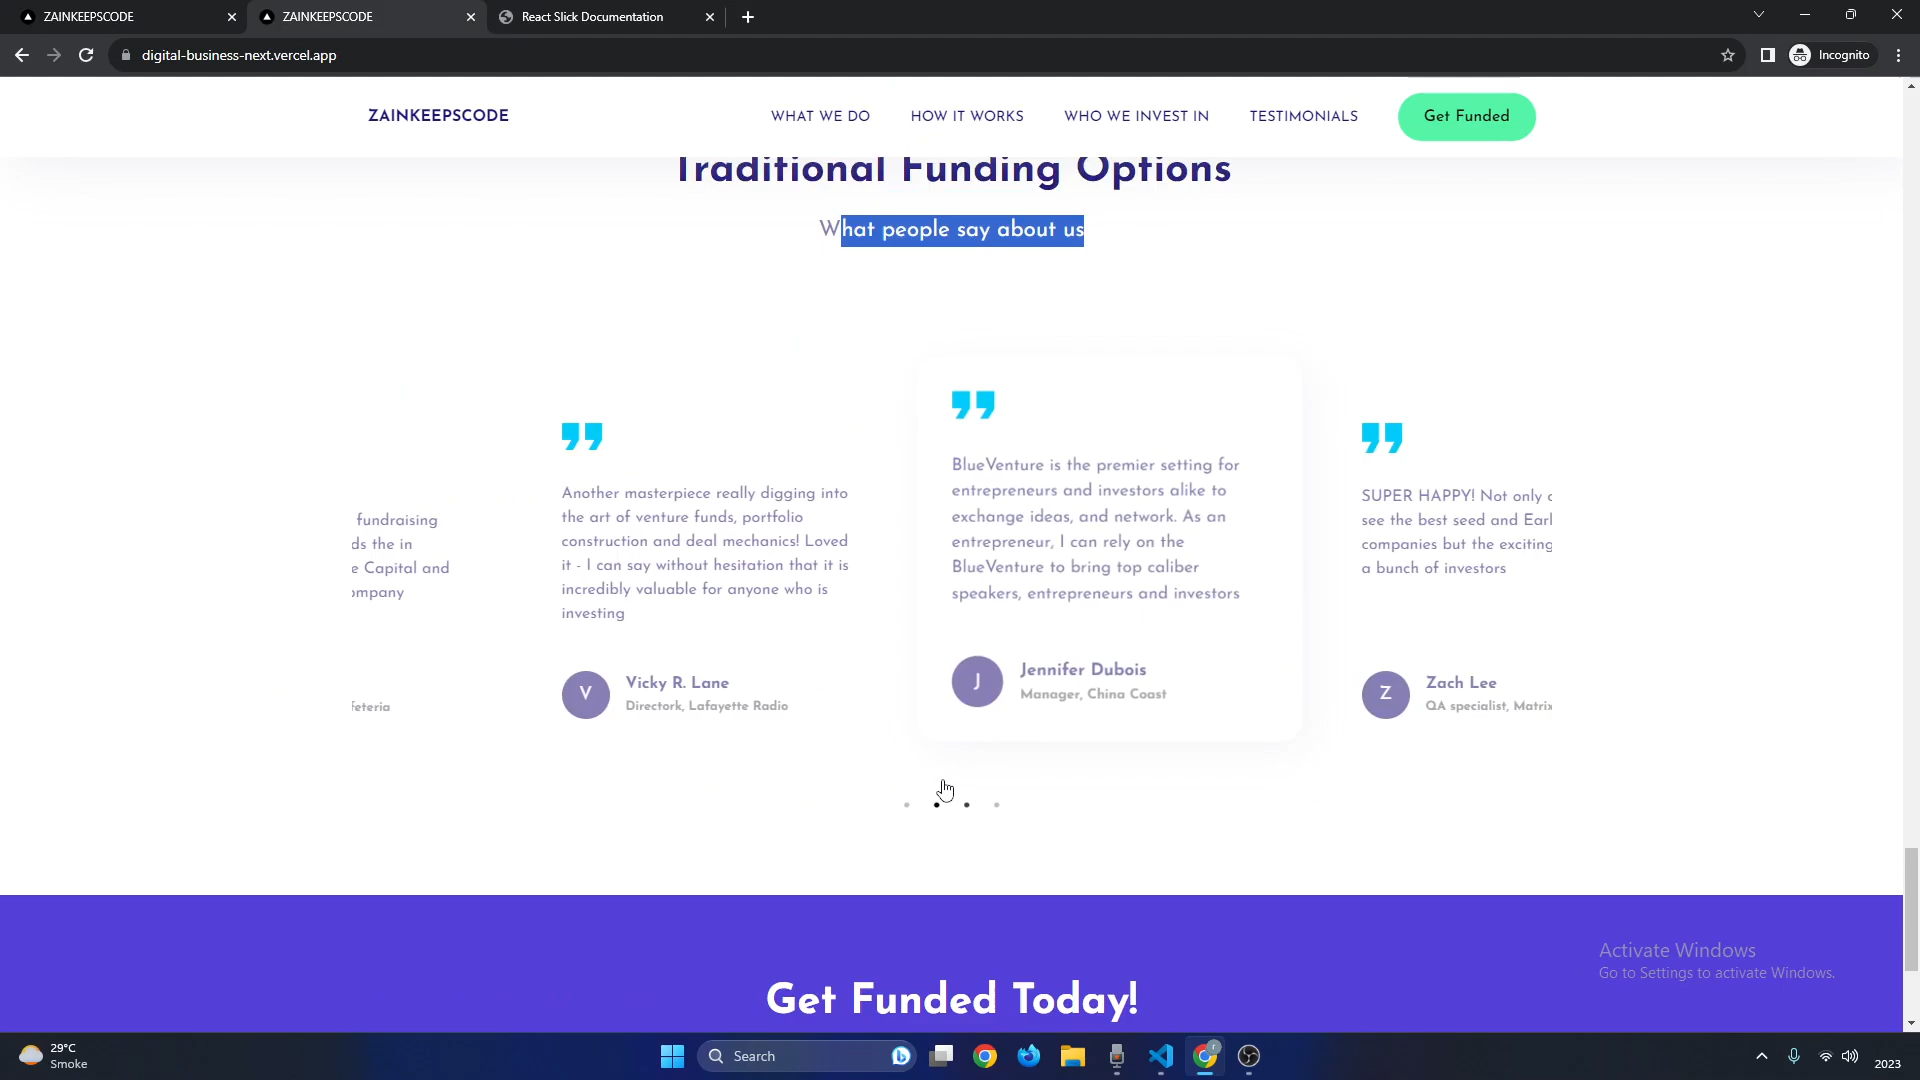 ZAINKEEPSCODE
ZAINKEEPSCODE
React Slick Documentation
digital-business-next.vercel.app
Incognito
ZAINKEEPSCODE
WHAT WE DO
HOW IT WORKS
WHO WE INVEST IN
TESTIMONIALS
Get Funded
Traditional Funding Options
What people say about us
fundraising
ds the in
e Capital and
ompany
feteria
Another masterpiece really digging into
the art of venture funds, portfolio
construction and deal mechanics! Loved
it - I can say without hesitation that it is
incredibly valuable for anyone who is
investing
V
Vicky R. Lane
Directork, Lafayette Radio
BlueVenture is the premier setting for
entrepreneurs and investors alike to
exchange ideas, and network. As an
entrepreneur, I can rely on the
BlueVenture to bring top caliber
speakers, entrepreneurs and investors
J
Jennifer Dubois
Manager, China Coast
SUPER HAPPY! Not only
see the best seed and Earl
companies but the exciting
a bunch of investors
Z
Zach Lee
QA specialist, Matrix
Get Funded Today!
Activate Windows
Go to Settings to activate Windows.
29°C
Smoke
Search
2023